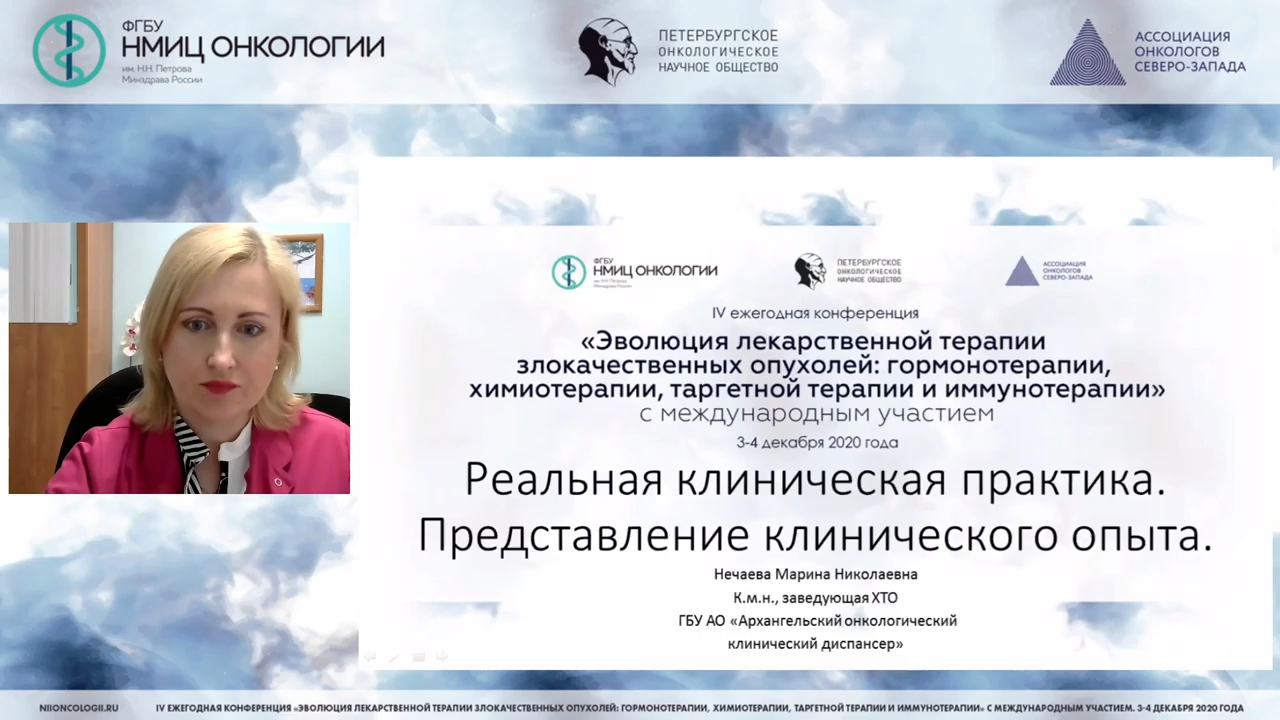 ФГБУ
НМИЦ ОНКОЛОГИИ
им. Н.Н. Петрова
Минздрава России
ПЕТЕРБУРГСКОЕ
ОНКОЛОГИЧЕСКОЕ
НАУЧНОЕ ОБЩЕСТВО
АССОЦИАЦИЯ
ОНКОЛОГОВ
СЕВЕРО-ЗАПАДА
ФГБУ
НМИЦ ОНКОЛОГИИ
им. Н.Н. Петрова
Минздрава России
ПЕТЕРБУРГСКОЕ
ОНКОЛОГИЧЕСКОЕ
НАУЧНОЕ ОБЩЕСТВО
АССОЦИАЦИЯ
ОНКОЛОГОВ
СЕВЕРО-ЗАПАДА
IV ежегодная конференция
«Эволюция лекарственной терапии
злокачественных опухолей: гормонотерапии,
химиотерапии, таргетной терапии и иммунотерапии»
с международным участием
3-4 декабря 2020 года
Реальная клиническая практика.
Представление клинического опыта.
Нечаева Марина Николаевна
К.м.н., заведующая ХТО
ГБУ АО «Архангельский онкологический
клинический диспансер»
NIIONCOLOGII.RU
IV ЕЖЕГОДНАЯ КОНФЕРЕНЦИЯ «ЭВОЛЮЦИЯ ЛЕКАРСТВЕННОЙ ТЕРАПИИ ЗЛОКАЧЕСТВЕННЫХ ОПУХОЛЕЙ: ГОРМОНОТЕРАПИИ, ХИМИОТЕРАПИИ, ТАРГЕТНОЙ ТЕРАПИИ И ИММУНОТЕРАПИИ» С МЕЖДУНАРОДНЫМ УЧАСТИЕМ. 3-4 ДЕКАБРЯ 2020 ГОДА